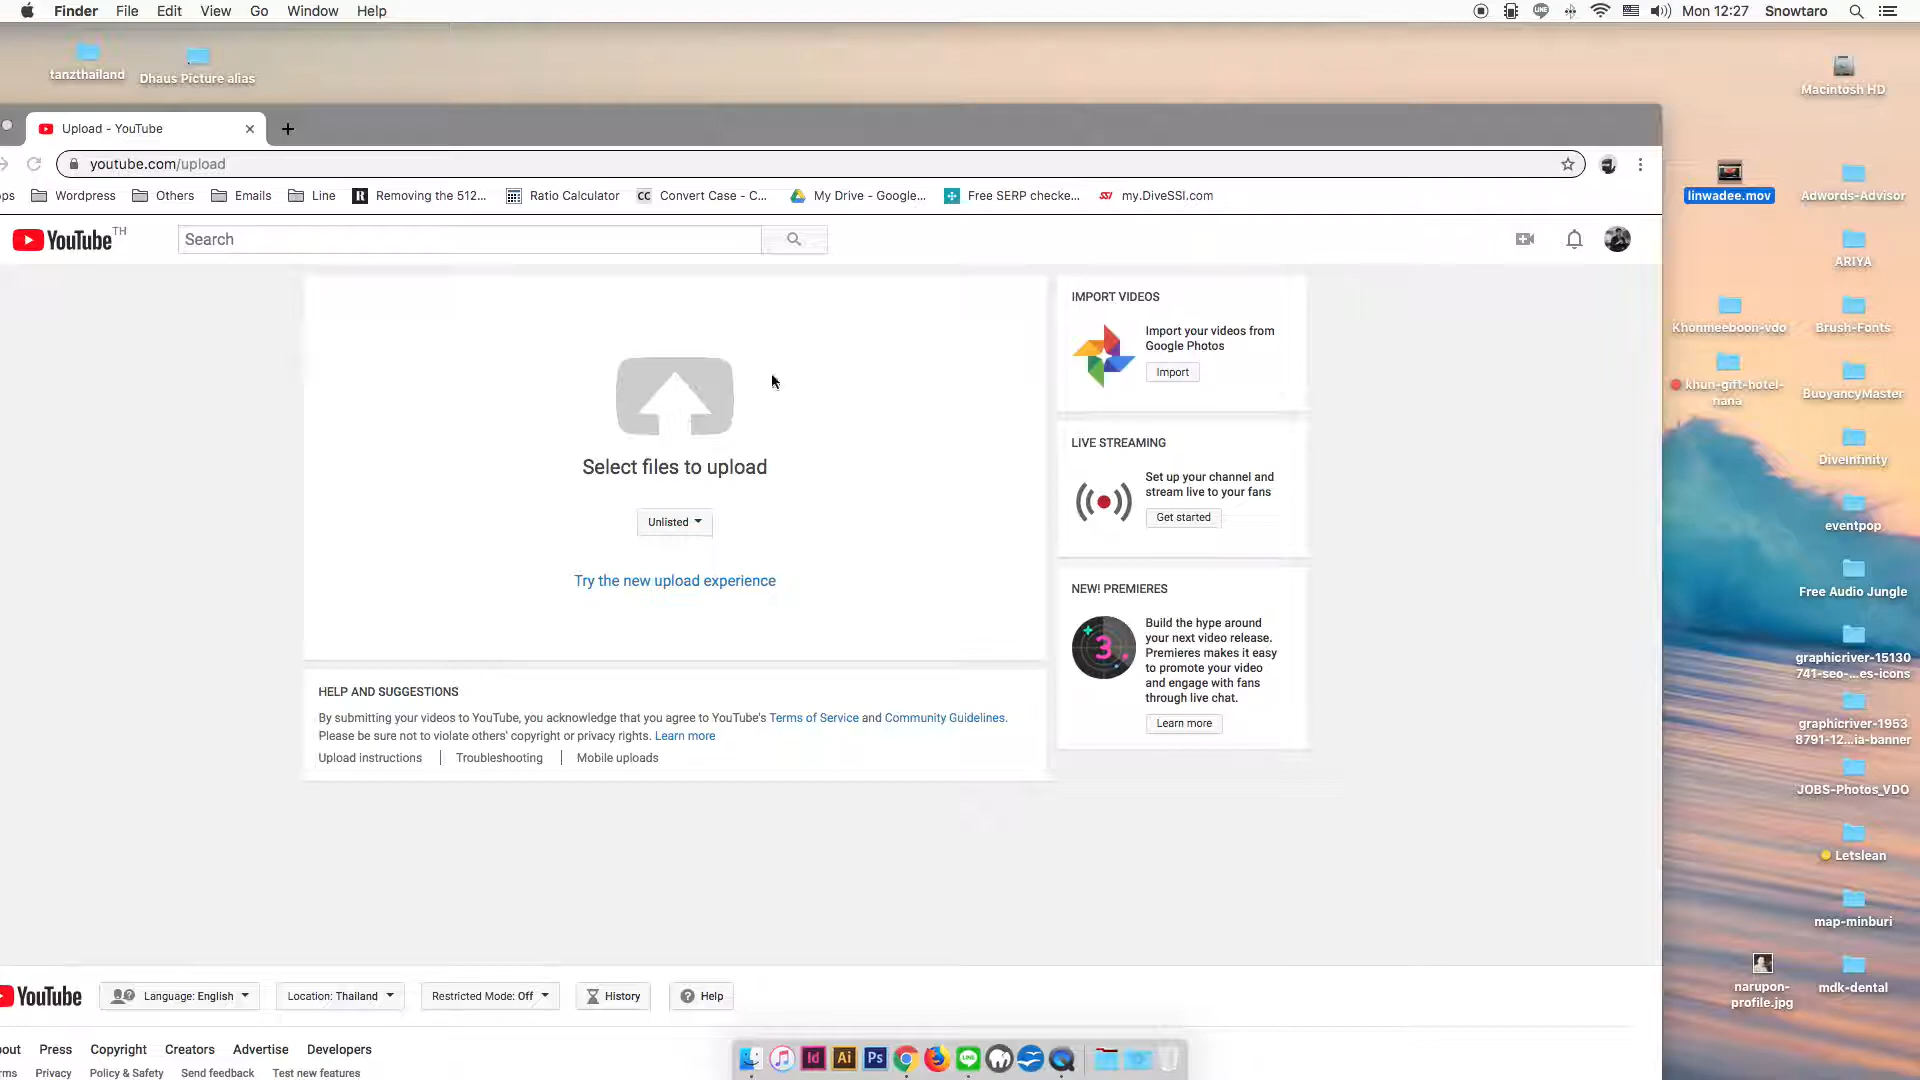 Finder File Edit View Go Window Help
Mon 12:27 Snowtaro
tanzthailand
Dhaus Picture alias
Macintosh HD
Upload - YouTube
youtube.com/upload
Wordpress Others Emails Line Removing the 512... Ratio Calculator CC Convert Case - C... My Drive - Google... Free SERP checke... my.DiveSSI.com
linwadee.mov
Adwords-Advisor
YouTube TH
Search
ARIYA
IMPORT VIDEOS
Import your videos from
Google Photos
Import
Khonmeeboon-vdo
Brush-Fonts
khun-gift-hotel-
nana
BuoyancyMaster
Select files to upload
Unlisted
Try the new upload experience
LIVE STREAMING
Set up your channel and
stream live to your fans
Get started
DiveInfinity
eventpop
NEW! PREMIERES
Build the hype around
your next video release.
Premieres makes it easy
to promote your video
and engage with fans
through live chat.
Learn more
3
Free Audio Jungle
graphicriver-15130
741-seo-...es-icons
HELP AND SUGGESTIONS
By submitting your videos to YouTube, you acknowledge that you agree to YouTube's Terms of Service and Community Guidelines.
Please be sure not to violate others' copyright or privacy rights. Learn more
Upload instructions Troubleshooting Mobile uploads
graphicriver-1953
8791-12...ia-banner
JOBS-Photos_VDO
Letslean
map-minburi
narupon-
profile.jpg
mdk-dental
YouTube Language: English Location: Thailand Restricted Mode: Off History Help
Press Copyright Creators Advertise Developers
Privacy Policy & Safety Send feedback Test new features
Id Ai Ps LINE